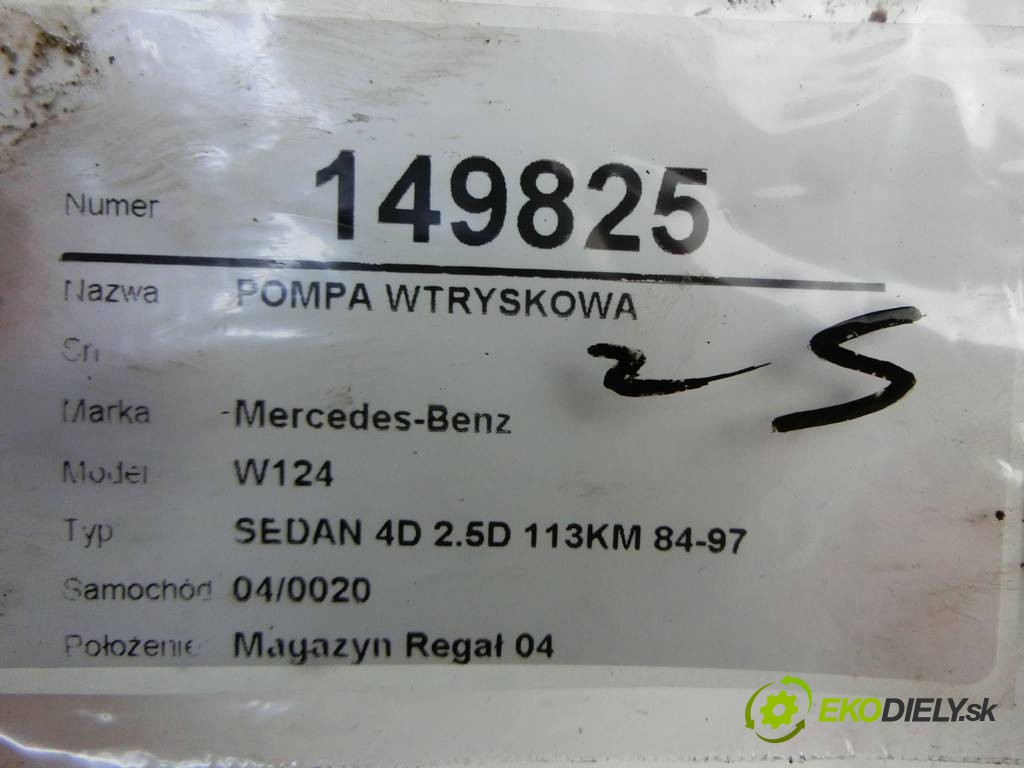 Numer 149825
Nazwa POMPA WTRYSKOWA
Sn
25
Marka Mercedes-Benz
Model W124
Typ SEDAN 4D 2.5D 113KM 84-97
Samochód 04/0020
Położenie Magazyn Regał 04
EKODIELY.sk